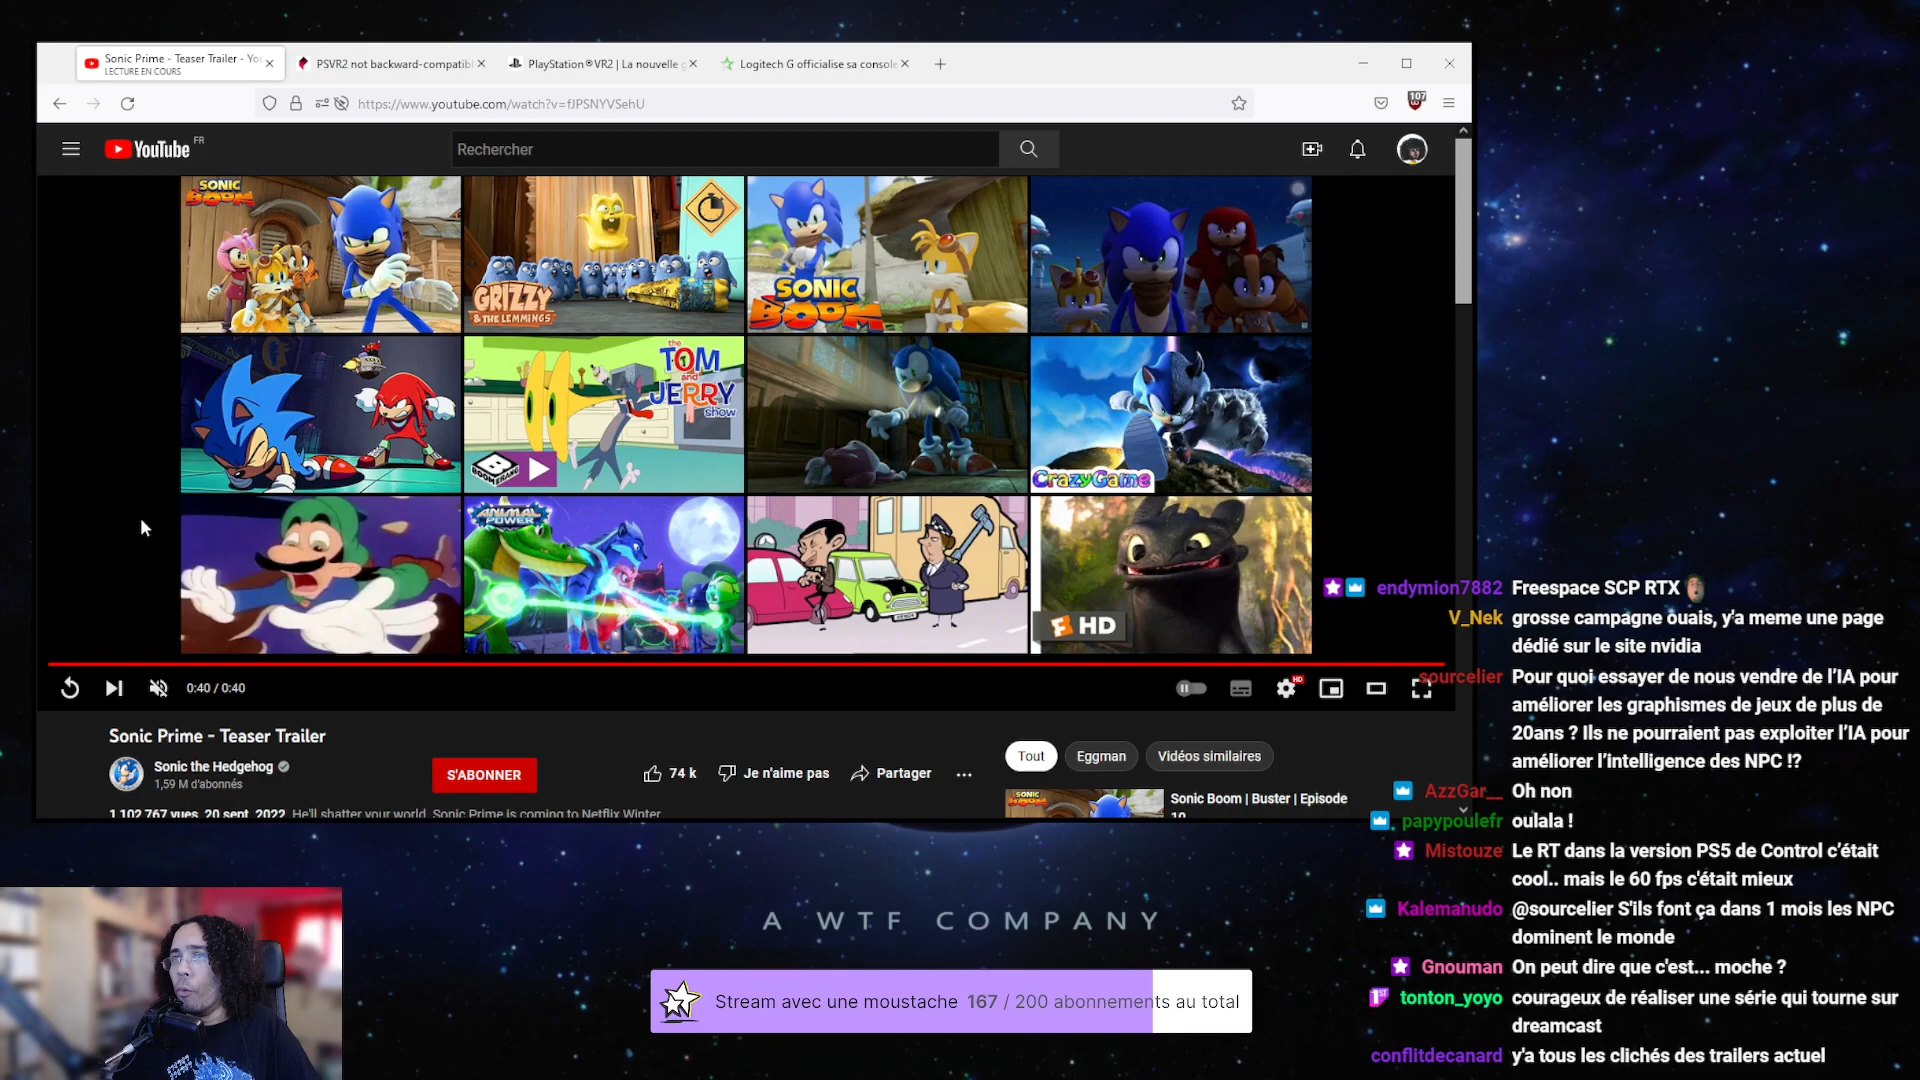 Sonic Prime - Teaser Trailer - You
LECTURE EN COURS
PSVR2 not backward-compatibl
PlayStation®VR2 | La nouvelle g
Logitech G officialise sa console
https://www.youtube.com/watch?v=fJPSNYVSehU
107
YouTube FR
Rechercher
SONIC BOOM
GRIZZY & THE LEMMINGS
SONIC BOOM
the TOM and JERRY show
BOOMERANG
CrazyGame
ANIMAL POWER
HD
0:40 / 0:40
HD
Sonic Prime - Teaser Trailer
Sonic the Hedgehog
1,59 M d'abonnés
S'ABONNER
74 k
Je n'aime pas
Partager
Tout
Eggman
Vidéos similaires
1 102 767 vues 20 sept. 2022 He'll shatter your world. Sonic Prime is coming to Netflix Winter
Sonic Boom | Buster | Episode
10
endymion7882 Freespace SCP RTX
V_Nek grosse campagne ouais, y'a meme une page
dédié sur le site nvidia
sourcelier Pour quoi essayer de nous vendre de l'IA pour
améliorer les graphismes de jeux de plus de
20ans ? Ils ne pourraient pas exploiter l'IA pour
améliorer l'intelligence des NPC !?
AzzGar__ Oh non
papypoulefr oulala !
Mistouze Le RT dans la version PS5 de Control c'était
cool.. mais le 60 fps c'était mieux
Kalemahudo @sourcelier S'ils font ça dans 1 mois les NPC
dominent le monde
Gnouman On peut dire que c'est... moche ?
tonton_yoyo courageux de réaliser une série qui tourne sur
dreamcast
conflitdecanard y'a tous les clichés des trailers actuel
A WTF COMPANY
Stream avec une moustache 167 / 200 abonnements au total